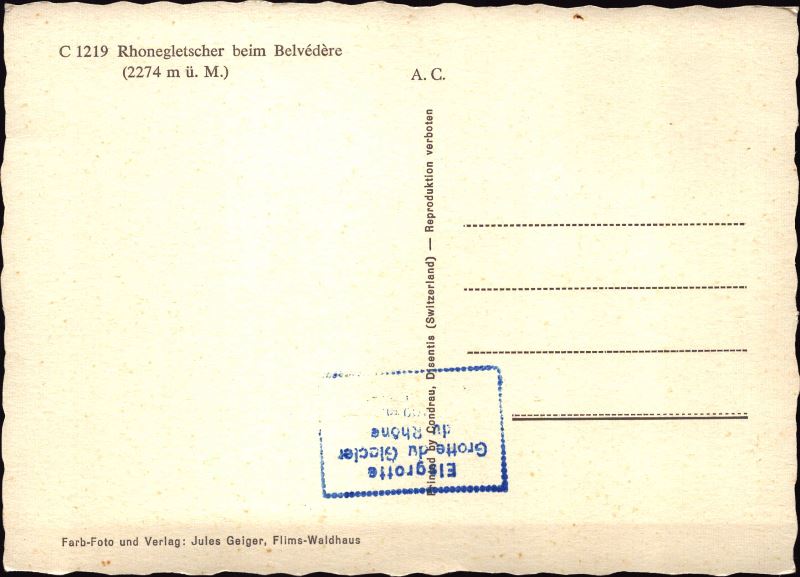 C 1219 Rhonegletscher beim Belvédère
(2274 m ü. M.)
A. C.
Printed by Condrau, Disentis (Switzerland) — Reproduktion verboten
Eisgrotte
Grotte du Glacier
du Rhône
Farb-Foto und Verlag: Jules Geiger, Flims-Waldhaus